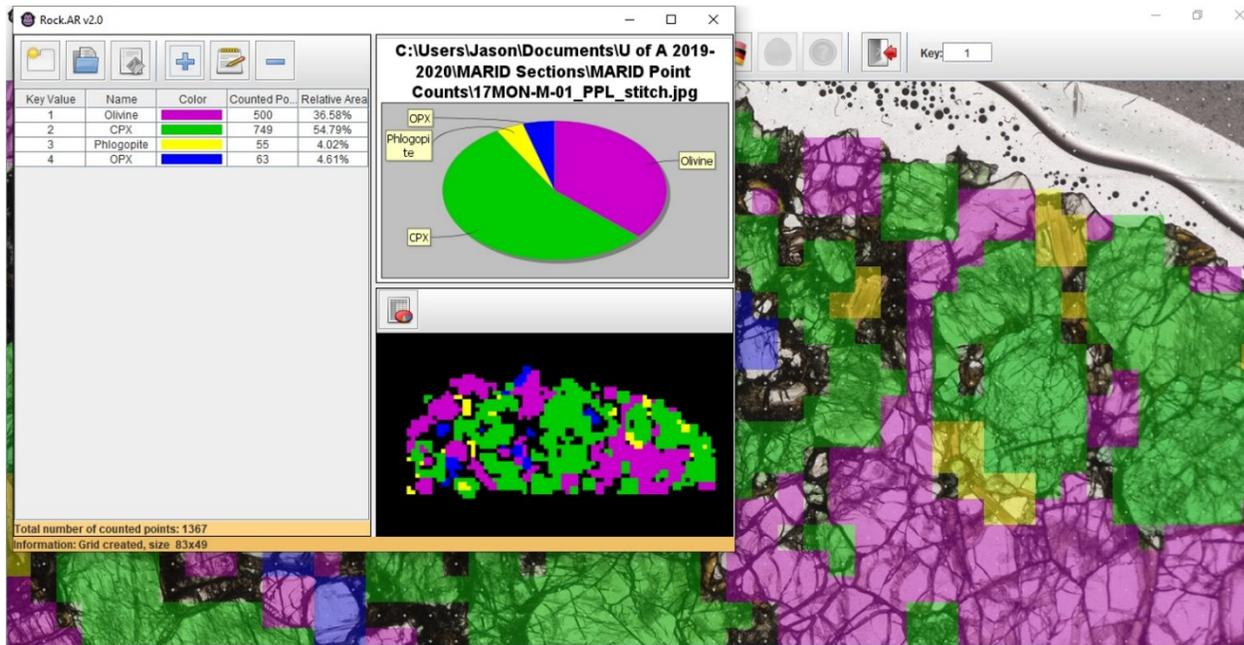 Rock.AR v2.0
Key: 1
Key Value Name Color Counted Po... Relative Area
1 Olivine 500 36.58%
2 CPX 749 54.79%
3 Phlogopite 55 4.02%
4 OPX 63 4.61%
C:\Users\Jason\Documents\U of A 2019-
2020\MARID Sections\MARID Point
Counts\17MON-M-01_PPL_stitch.jpg
OPX
Phlogopi
te
Olivine
CPX
Total number of counted points: 1367
Information: Grid created, size 83x49